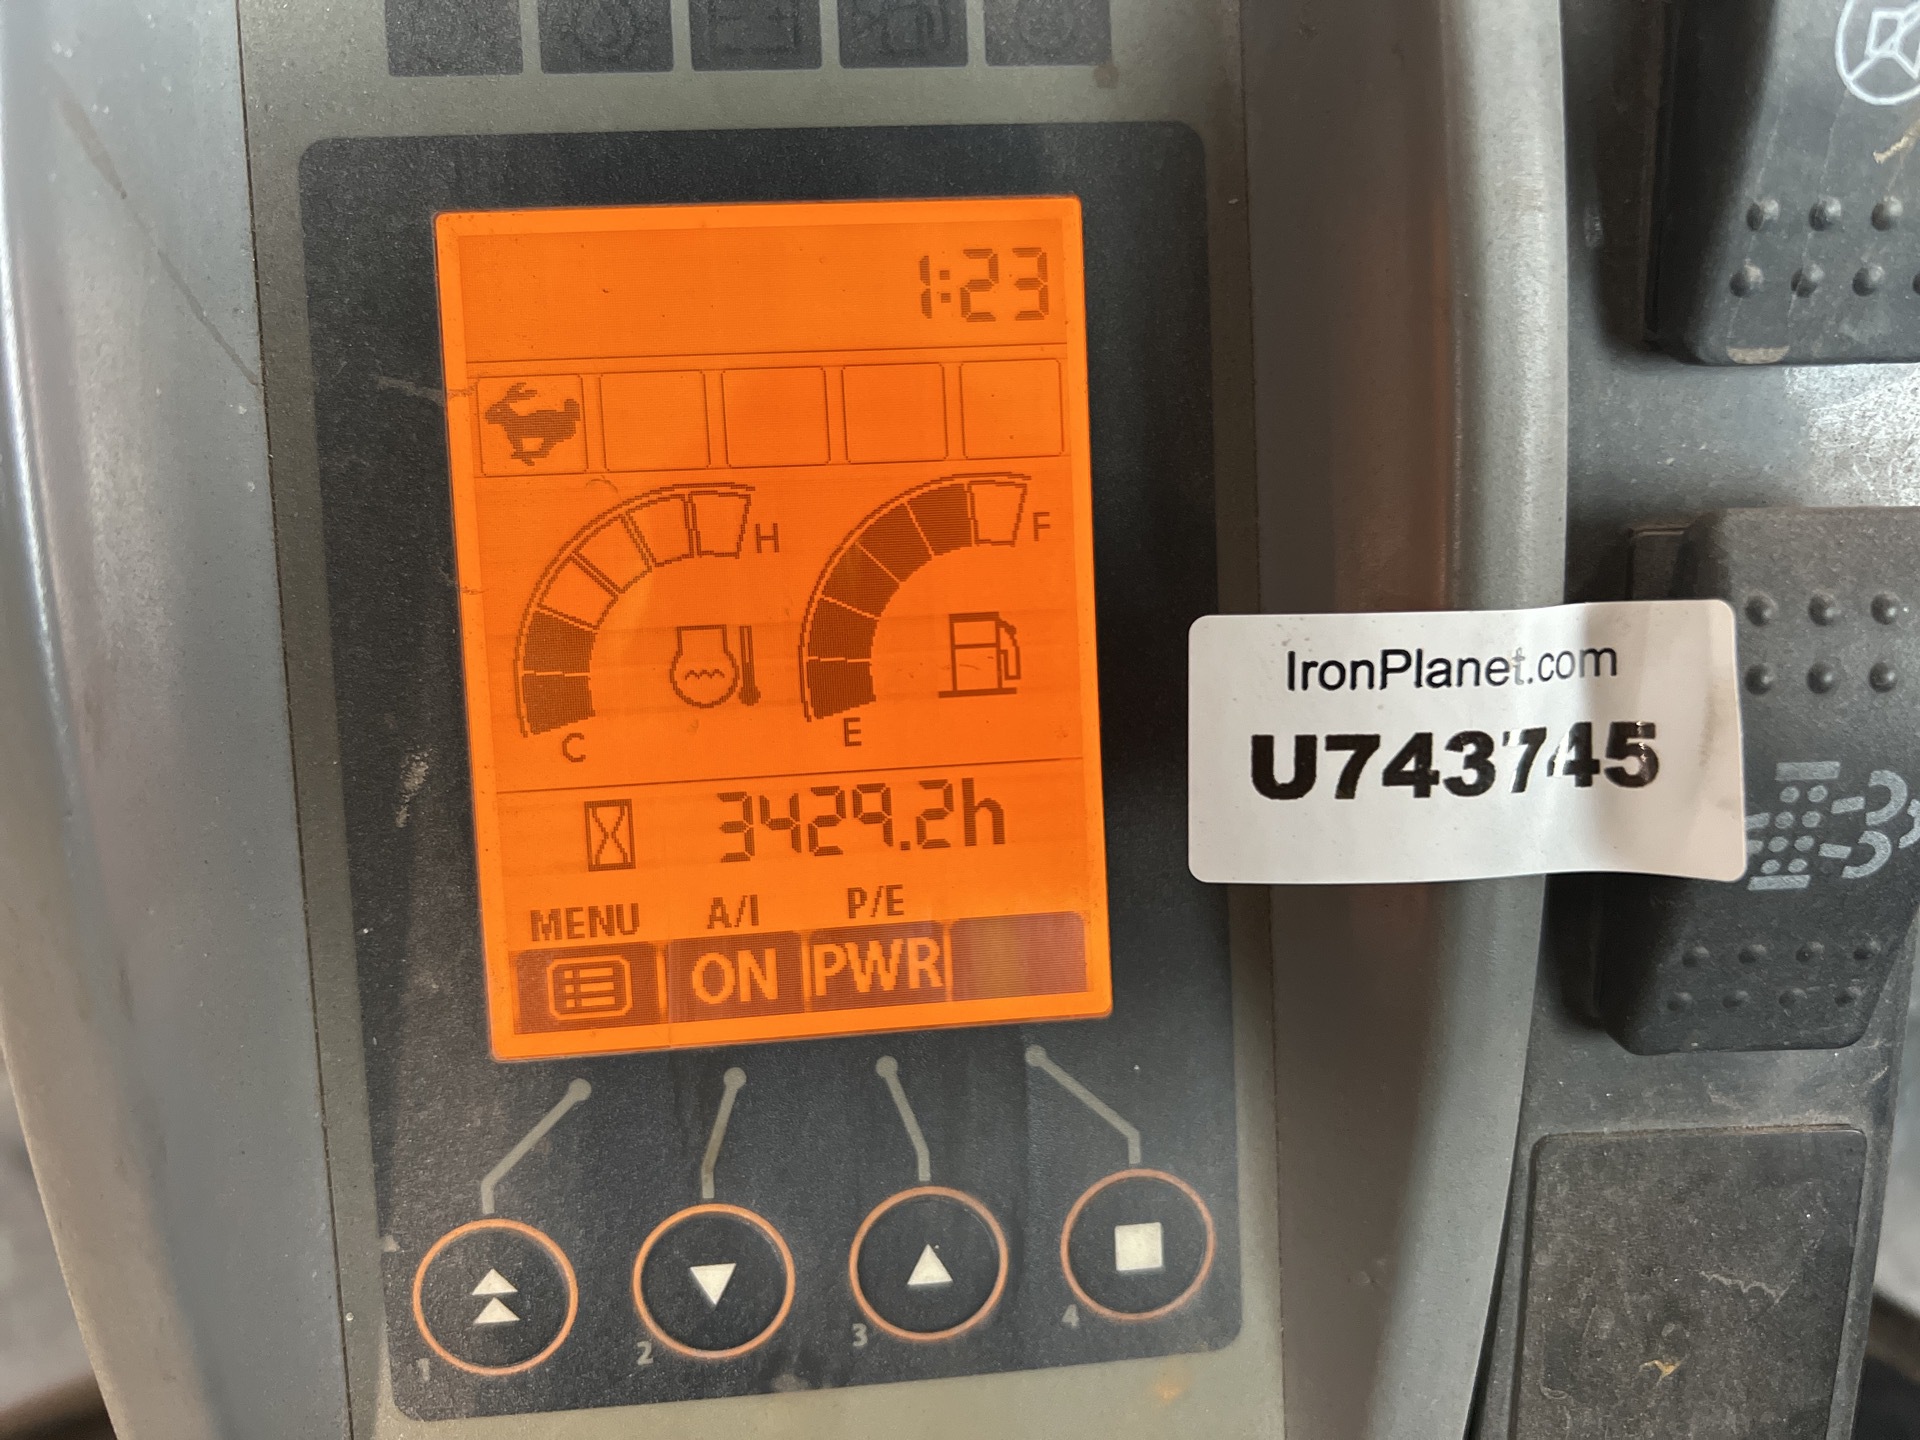 1:23
H
F
C
E
3429.2h
MENU A/I P/E
ON PWR
1 2 3 4
IronPlanet.com
U743745